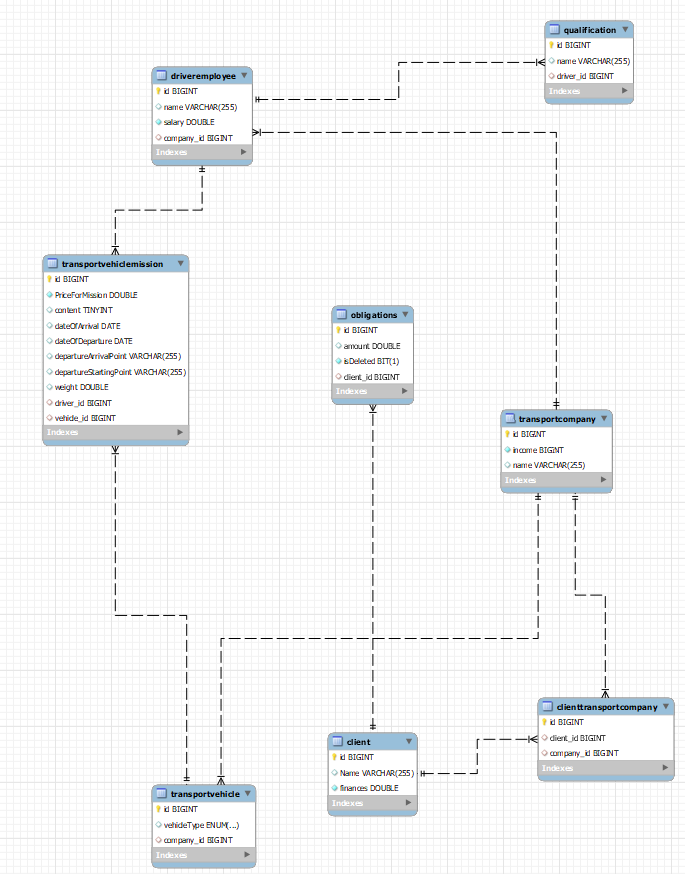 qualification
id BIGINT
name VARCHAR(255)
driver_id BIGINT
Indexes
driveremployee
id BIGINT
name VARCHAR(255)
salary DOUBLE
company_id BIGINT
Indexes
transportvehiclemission
id BIGINT
PriceForMission DOUBLE
content TINYINT
dateOfArrival DATE
dateOfDeparture DATE
departureArrivalPoint VARCHAR(255)
departureStartingPoint VARCHAR(255)
weight DOUBLE
driver_id BIGINT
vehicle_id BIGINT
Indexes
obligations
id BIGINT
amount DOUBLE
isDeleted BIT(1)
client_id BIGINT
Indexes
transportcompany
id BIGINT
income BIGINT
name VARCHAR(255)
Indexes
clienttransportcompany
id BIGINT
client_id BIGINT
company_id BIGINT
Indexes
client
id BIGINT
Name VARCHAR(255)
finances DOUBLE
Indexes
transportvehicle
id BIGINT
vehicleType ENUM(...)
company_id BIGINT
Indexes